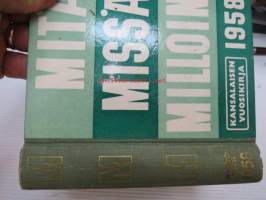 MITÄ
MISSÄ
MILLOIN
KANSALAISEN
VUOSIKIRJA
1958
M
M
M